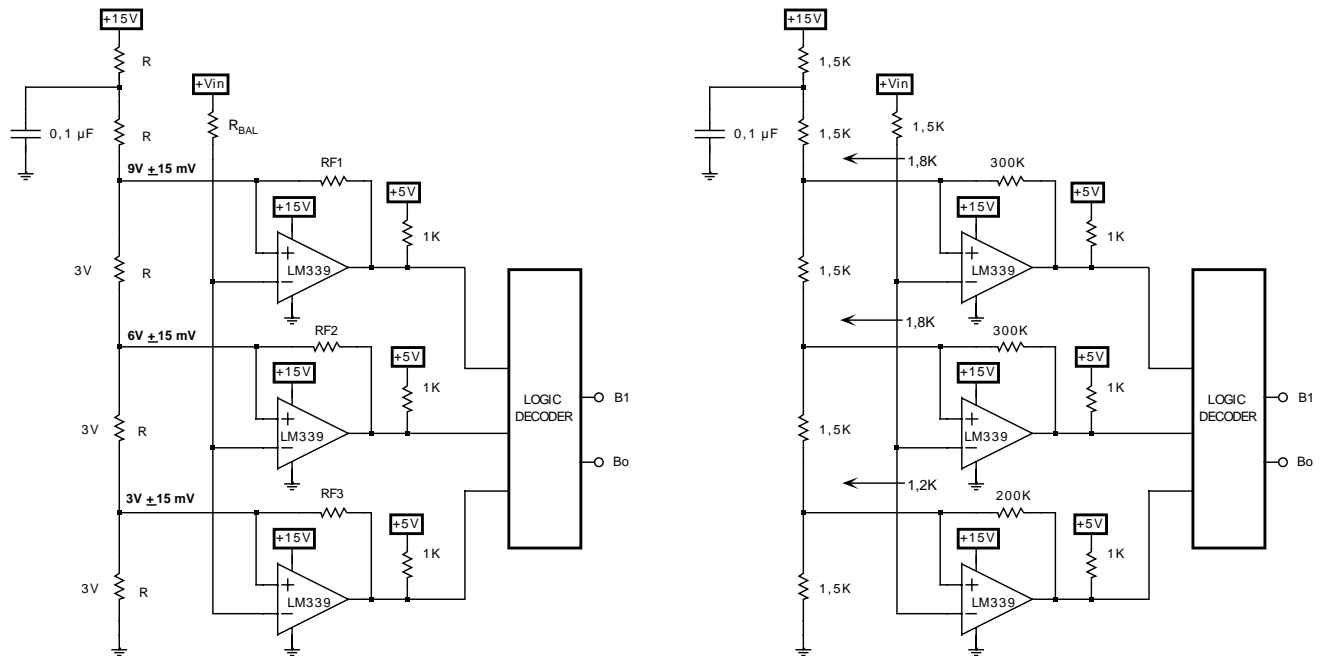 +15V
R
+Vin
0,1 µF
R
RBAL
9V ±15 mV
RF1
+15V
+5V
1K
+
−
LM339
3V
R
6V ±15 mV
RF2
+15V
+5V
1K
+
−
LM339
3V
R
3V ±15 mV
RF3
+15V
+5V
1K
+
−
LM339
3V
R
LOGIC
DECODER
B1
Bo
+15V
1,5K
+Vin
0,1 µF
1,5K
1,5K
1,8K
300K
+15V
+5V
1K
+
−
LM339
1,5K
1,8K
300K
+15V
+5V
1K
+
−
LM339
1,5K
1,2K
200K
+15V
+5V
1K
+
−
LM339
1,5K
LOGIC
DECODER
B1
Bo